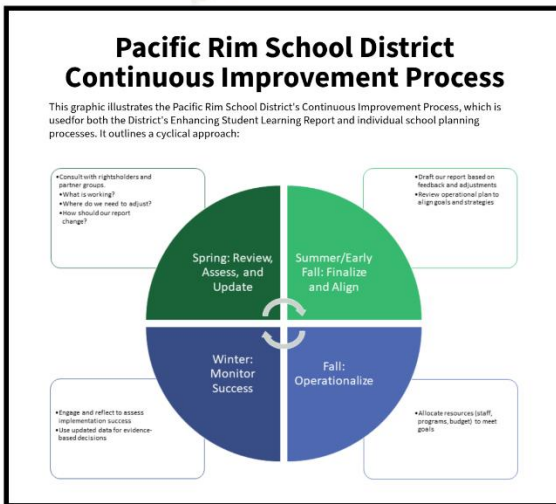 Pacific Rim School District
Continuous Improvement Process
This graphic illustrates the Pacific Rim School District's Continuous Improvement Process, which is
usedfor both the District's Enhancing Student Learning Report and individual school planning
processes. It outlines a cyclical approach:
•Consult with rightsholders and
partner groups.
•What is working?
•Where do we need to adjust?
•How should our report
change?
•Draft our report based on
feedback and adjustments
•Review operational plan to
align goals and strategies
Spring: Review,
Assess, and
Update
Summer/Early
Fall: Finalize
and Align
Winter:
Monitor
Success
Fall:
Operationalize
•Engage and reflect to assess
implementation success
•Use updated data for evidence-
based decisions
•Allocate resources (staff,
programs, budget) to meet
goals